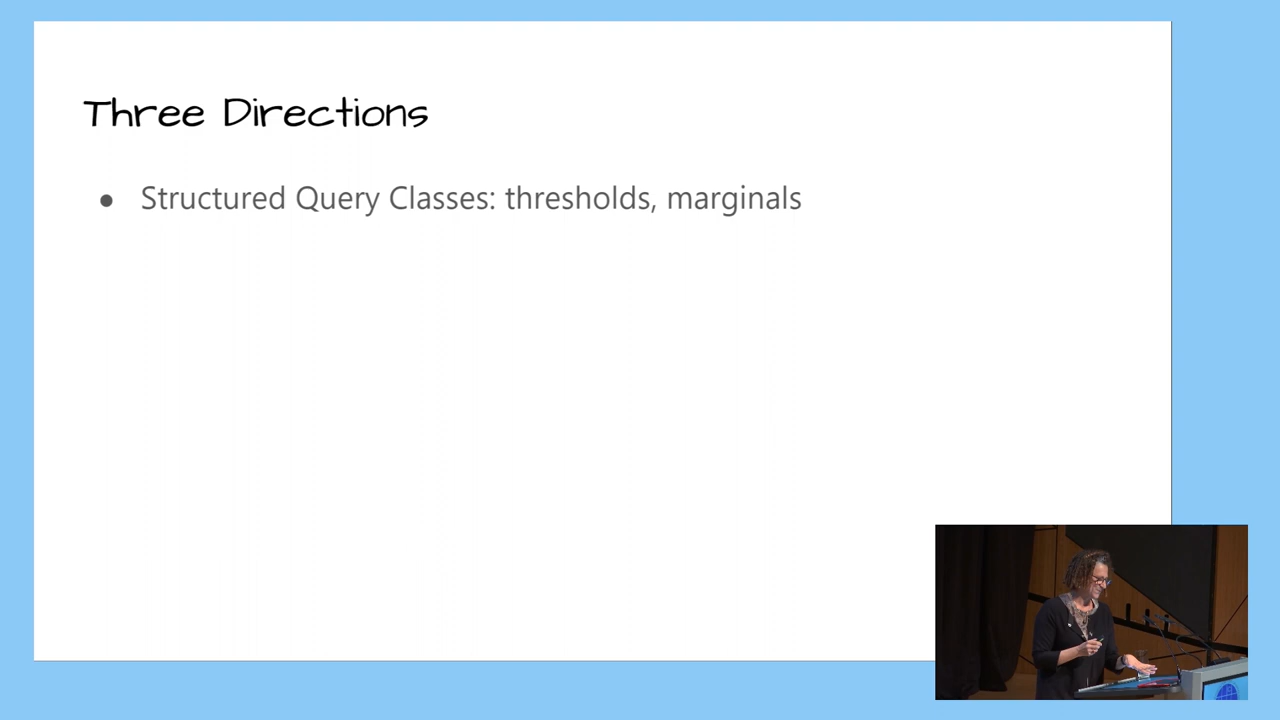 Three Directions
● Structured Query Classes: thresholds, marginals